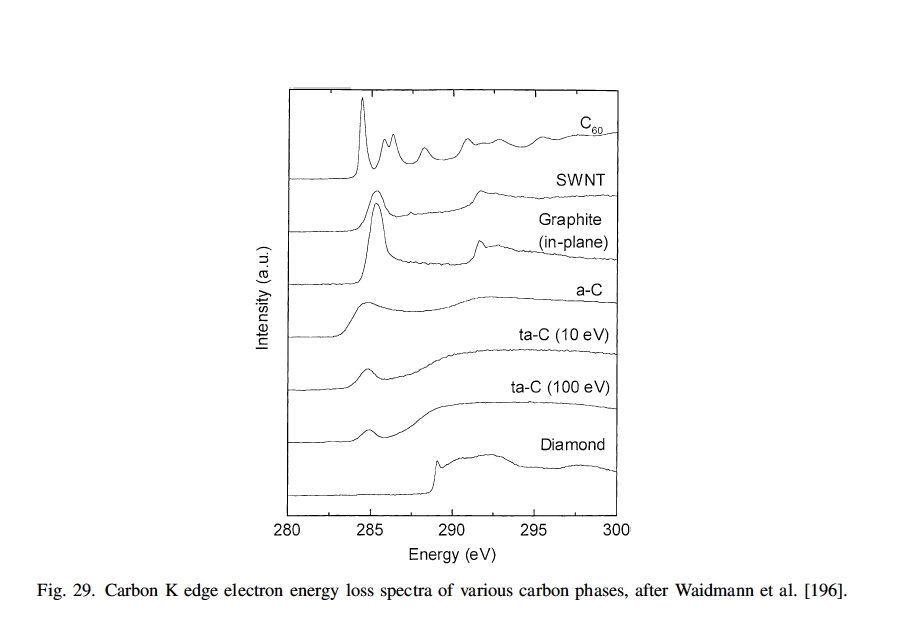 C60
SWNT
Graphite
(in-plane)
a-C
ta-C (10 eV)
ta-C (100 eV)
Diamond
Intensity (a.u.)
280 285 290 295 300
Energy (eV)
Fig. 29. Carbon K edge electron energy loss spectra of various carbon phases, after Waidmann et al. [196].